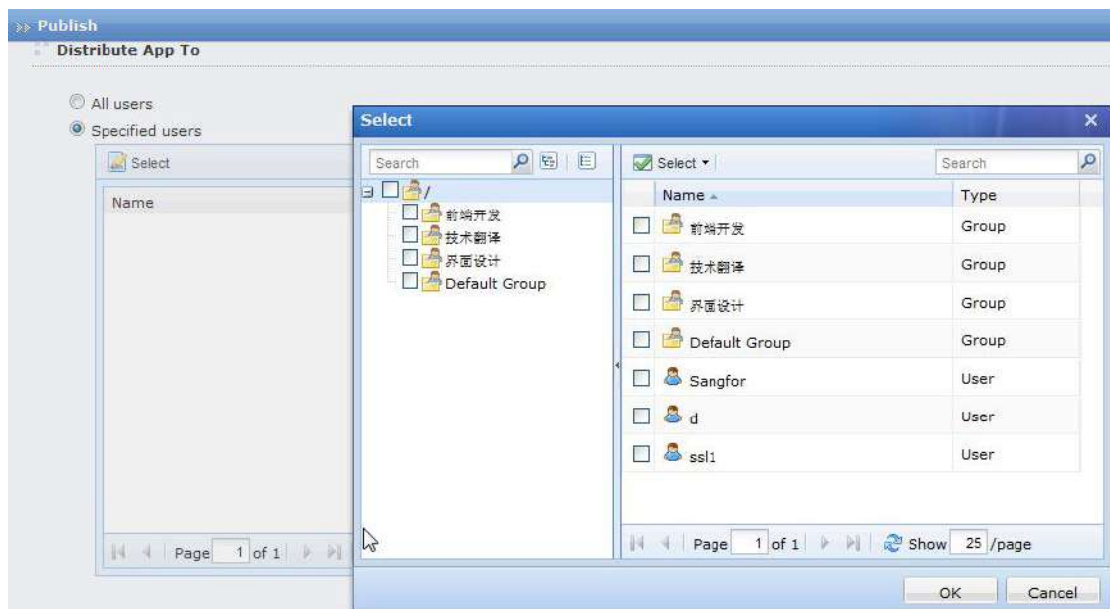 Publish
Distribute App To
All users
Specified users
Select
Name
Page 1 of 1
Select
Search
/
前端开发
技术翻译
界面设计
Default Group
Select
Search
Name Type
前端开发 Group
技术翻译 Group
界面设计 Group
Default Group Group
Sangfor User
d User
ssl1 User
Page 1 of 1 Show 25 /page
OK Cancel